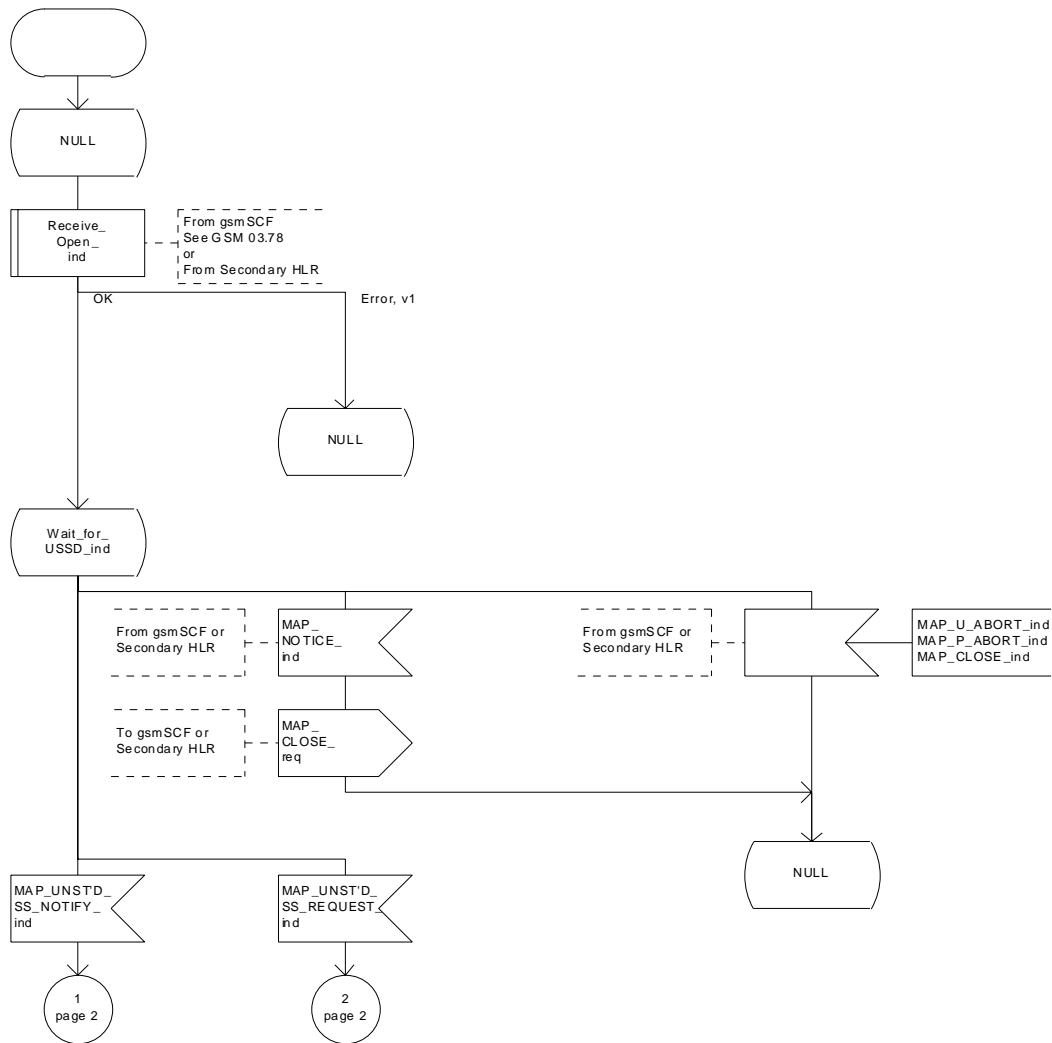 NULL
Receive_
Open_
ind
From gsmSCF
See GSM 03.78
or
From Secondary HLR
OK
Error, v1
NULL
Wait_for_
USSD_ind
From gsmSCF or
Secondary HLR
MAP_
NOTICE_
ind
From gsmSCF or
Secondary HLR
MAP_U_ABORT_ind
MAP_P_ABORT_ind
MAP_CLOSE_ind
To gsmSCF or
Secondary HLR
MAP_
CLOSE_
req
NULL
MAP_UNST'D_
SS_NOTIFY_
ind
MAP_UNST'D_
SS_REQUEST_
ind
1
page 2
2
page 2